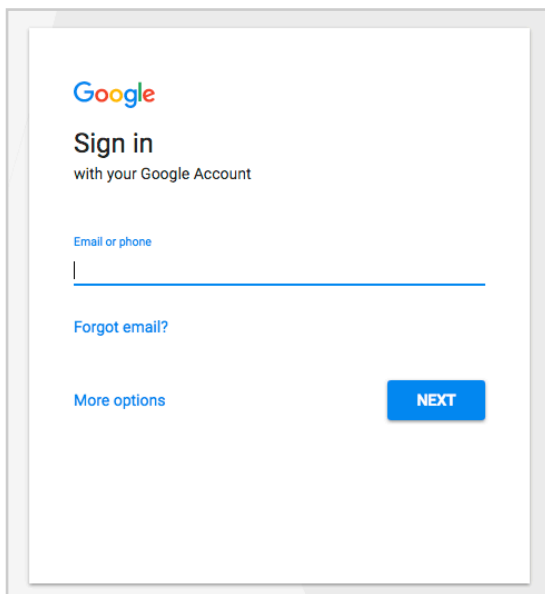 Google
Sign in
with your Google Account
Email or phone
Forgot email?
More options
NEXT